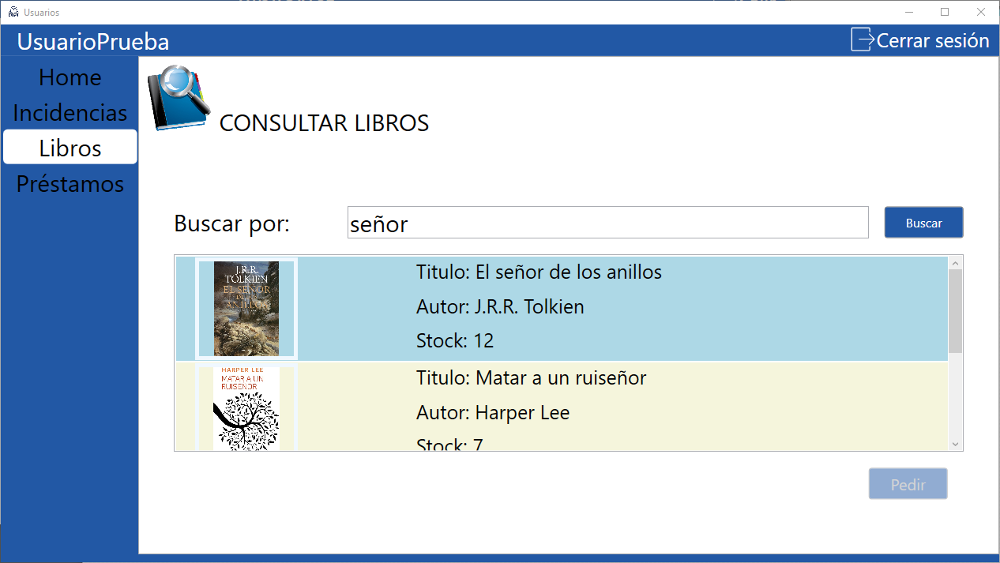 Usuarios
UsuarioPrueba
Cerrar sesión
Home
Incidencias
Libros
Préstamos
CONSULTAR LIBROS
Buscar por:
señor
Buscar
J.R.R.
TOLKIEN
EL SEÑOR
DE LOS
ANILLOS
Titulo: El señor de los anillos
Autor: J.R.R. Tolkien
Stock: 12
HARPER LEE
MATAR A UN
RUISEÑOR
Titulo: Matar a un ruiseñor
Autor: Harper Lee
Stock: 7
Pedir